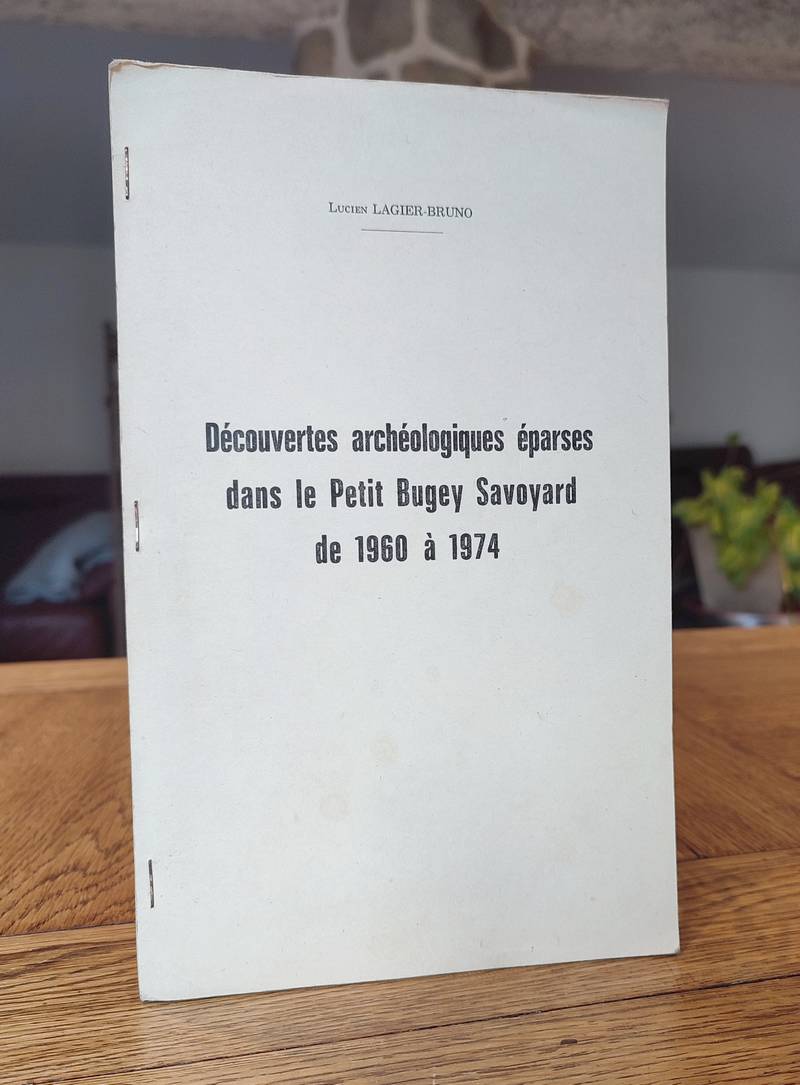 Lucien LAGIER-BRUNO
Découvertes archéologiques éparses
dans le Petit Bugey Savoyard
de 1960 à 1974